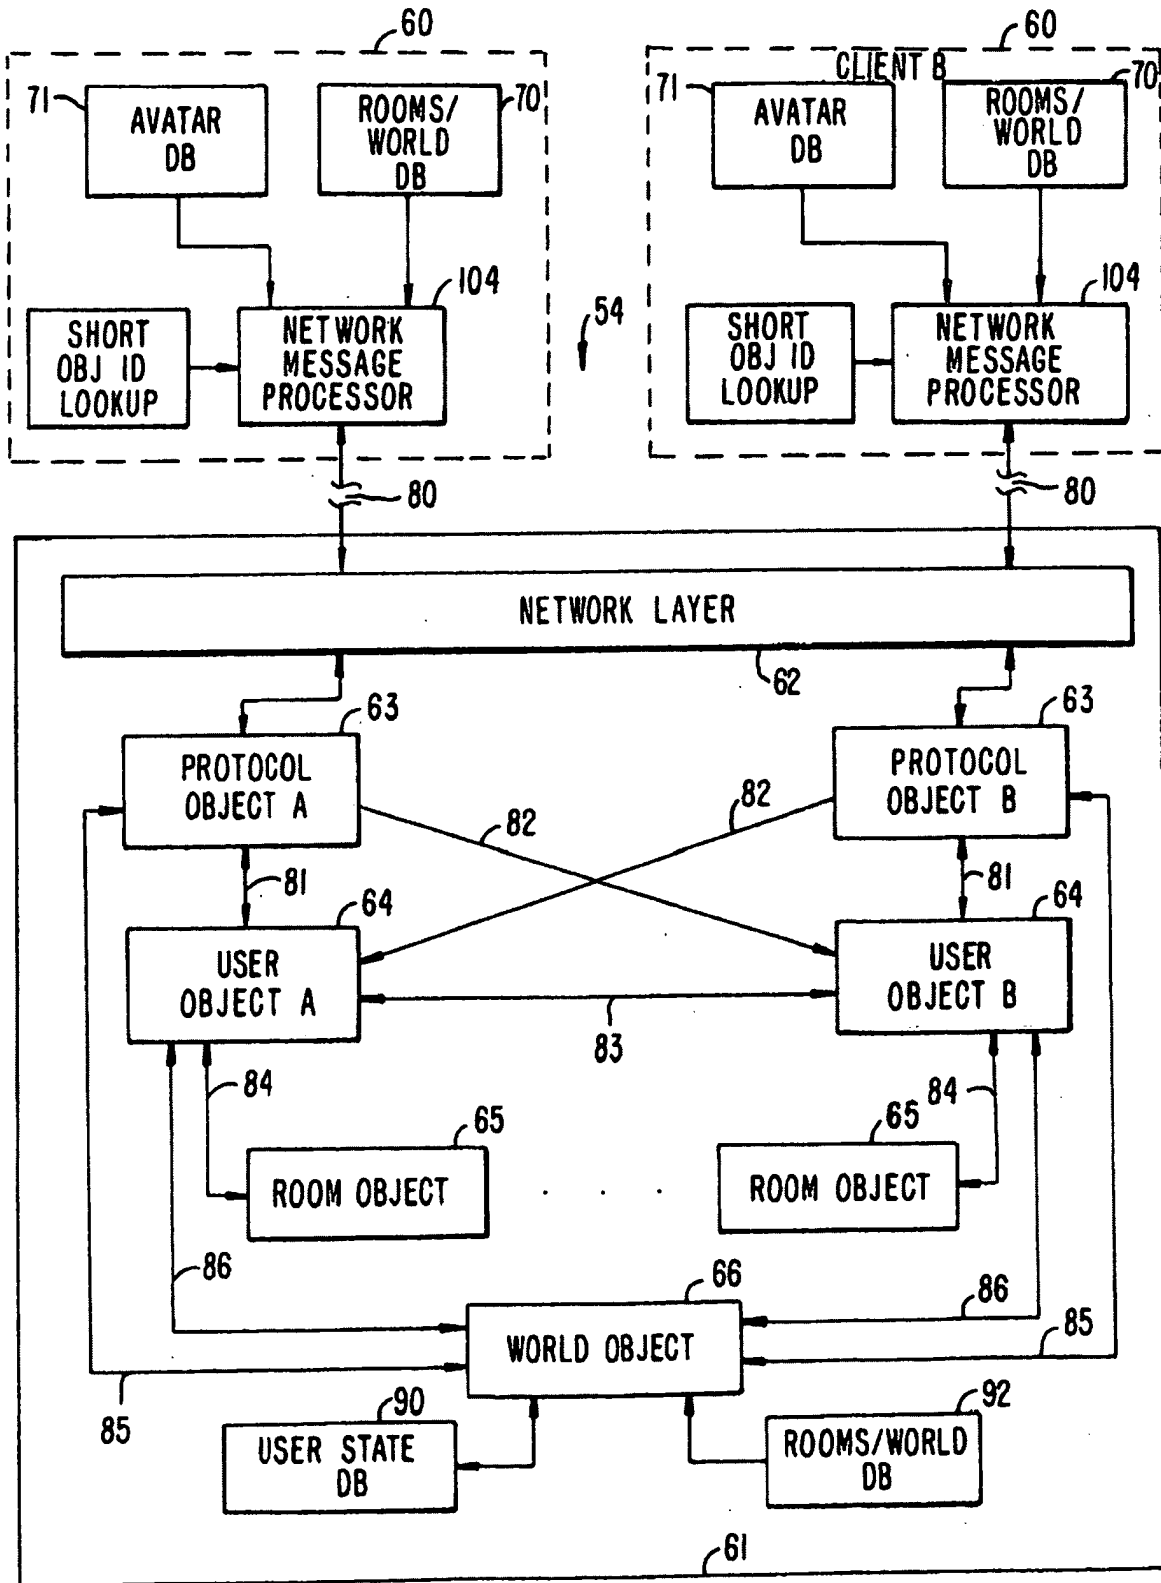 60
60
CLIENT B
71
AVATAR
DB
70
ROOMS/
WORLD
DB
71
AVATAR
DB
70
ROOMS/
WORLD
DB
104
SHORT
OBJ ID
LOOKUP
NETWORK
MESSAGE
PROCESSOR
54
104
SHORT
OBJ ID
LOOKUP
NETWORK
MESSAGE
PROCESSOR
80
80
NETWORK LAYER
62
63
PROTOCOL
OBJECT A
63
PROTOCOL
OBJECT B
82
82
81
81
64
USER
OBJECT A
64
USER
OBJECT B
83
84
84
65
ROOM OBJECT
. . .
65
ROOM OBJECT
86
66
86
WORLD OBJECT
85
85
90
USER STATE
DB
92
ROOMS/WORLD
DB
61